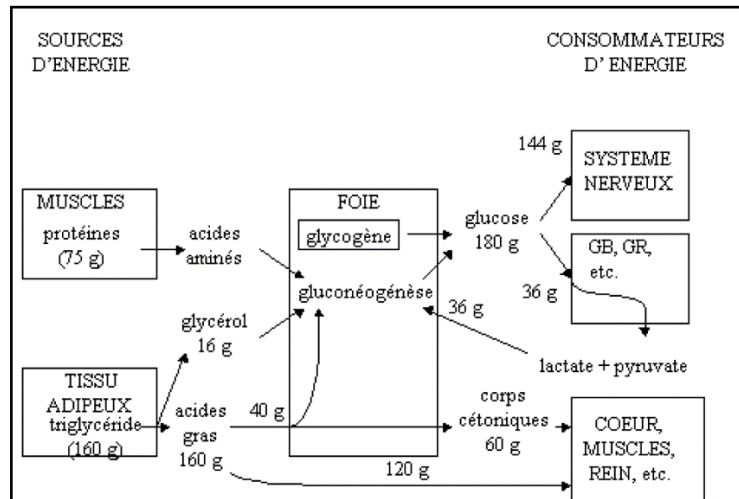 SOURCES
D'ENERGIE
CONSOMMATEURS
D' ENERGIE
144 g
SYSTEME
NERVEUX
MUSCLES
protéines
(75 g)
acides
aminés
FOIE
glycogène
gluconéogénèse
glucose
180 g
GB, GR,
etc.
36 g
36 g
glycérol
16 g
lactate + pyruvate
TISSU
ADIPEUX
triglycéride
(160 g)
acides
gras
160 g
40 g
corps
cétoniques
60 g
120 g
COEUR,
MUSCLES,
REIN, etc.